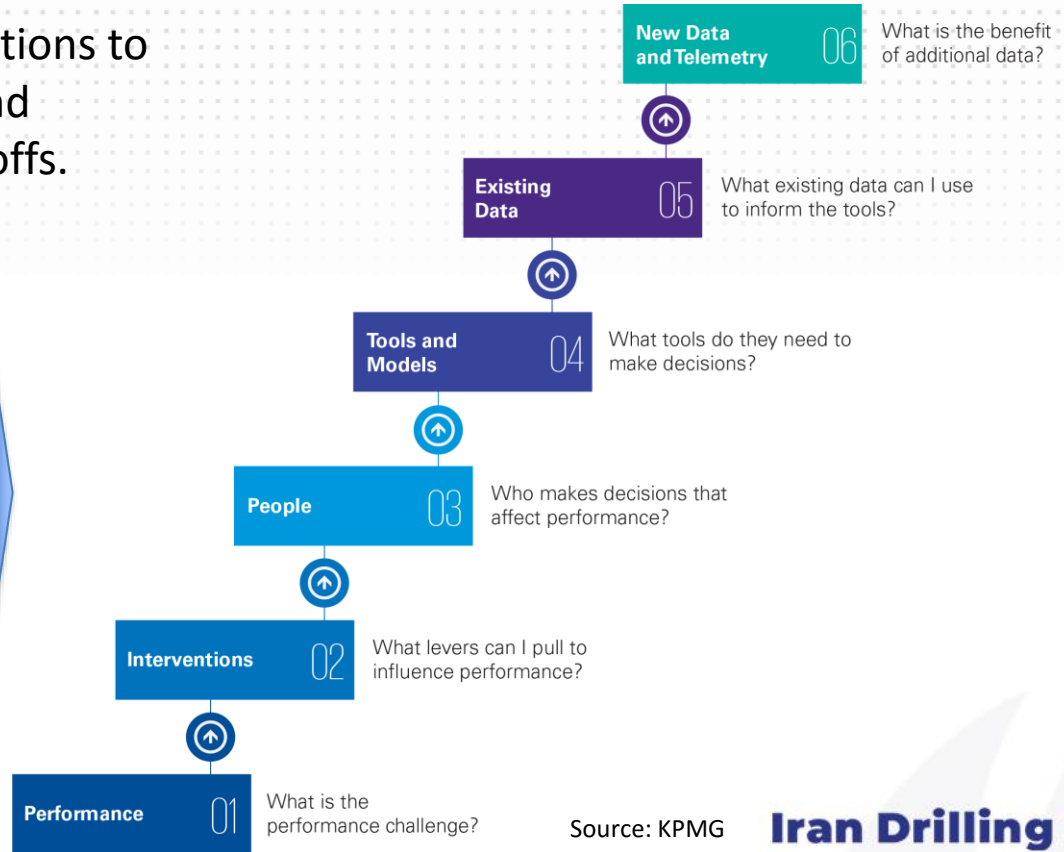 tions to
nd
offs.
New Data
and Telemetry
06
What is the benefit
of additional data?
Existing
Data
05
What existing data can I use
to inform the tools?
Tools and
Models
04
What tools do they need to
make decisions?
People
03
Who makes decisions that
affect performance?
Interventions
02
What levers can I pull to
influence performance?
Performance
01
What is the
performance challenge?
Source: KPMG
Iran Drilling